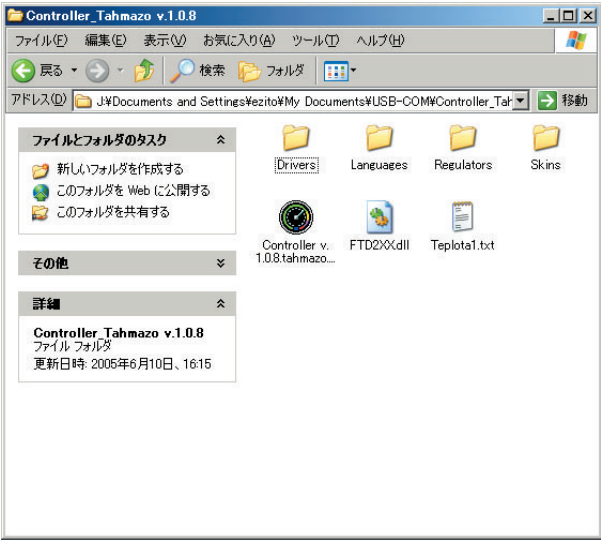 Controller_Tahmazo v.1.0.8
ファイル(F) 編集(E) 表示(V) お気に入り(A) ツール(T) ヘルプ(H)
戻る 検索 フォルダ
アドレス(D) J:¥Documents and Settings¥ezito¥My Documents¥USB-COM¥Controller_Tah 移動
ファイルとフォルダのタスク
新しいフォルダを作成する
このフォルダを Web に公開する
このフォルダを共有する
その他
詳細
Controller_Tahmazo v.1.0.8
ファイル フォルダ
更新日時: 2005年6月10日、16:15
Drivers Languages Regulators Skins
Controller v.
1.0.8.tahmazo...
FTD2XX.dll Teplota1.txt